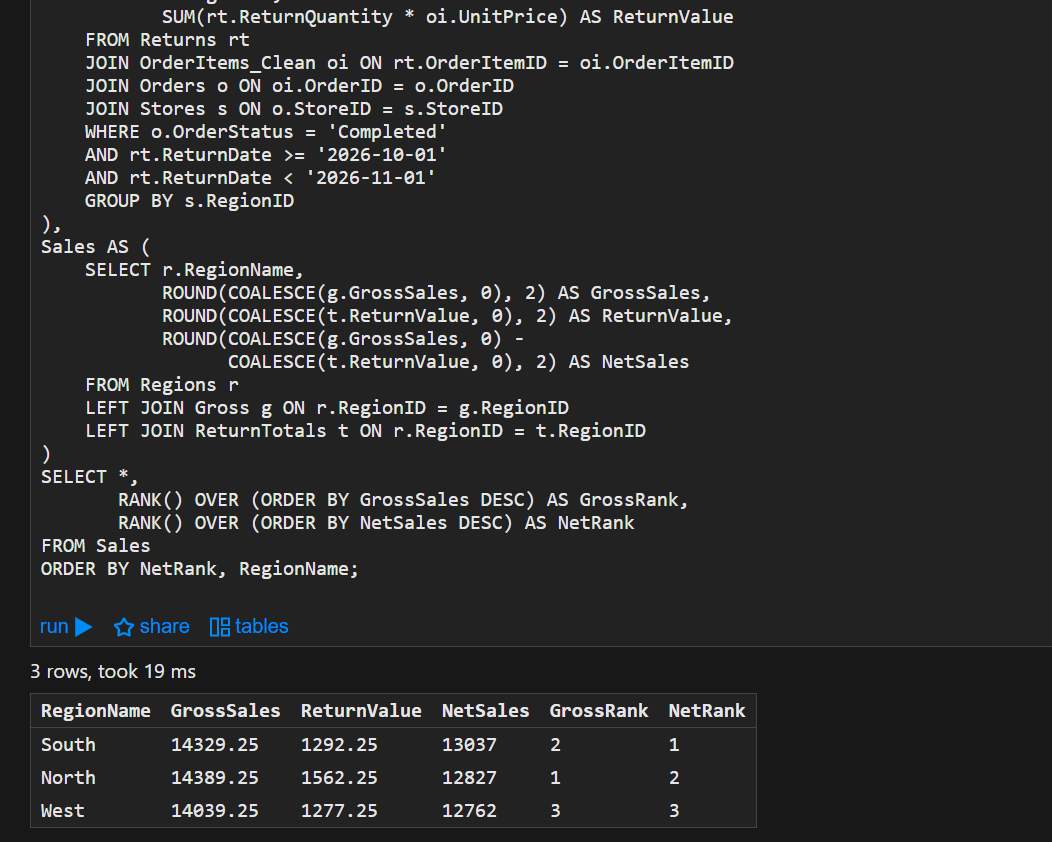 SUM(rt.ReturnQuantity * oi.UnitPrice) AS ReturnValue
FROM Returns rt
JOIN OrderItems_Clean oi ON rt.OrderItemID = oi.OrderItemID
JOIN Orders o ON oi.OrderID = o.OrderID
JOIN Stores s ON o.StoreID = s.StoreID
WHERE o.OrderStatus = 'Completed'
AND rt.ReturnDate >= '2026-10-01'
AND rt.ReturnDate < '2026-11-01'
GROUP BY s.RegionID
),
Sales AS (
SELECT r.RegionName,
ROUND(COALESCE(g.GrossSales, 0), 2) AS GrossSales,
ROUND(COALESCE(t.ReturnValue, 0), 2) AS ReturnValue,
ROUND(COALESCE(g.GrossSales, 0) -
COALESCE(t.ReturnValue, 0), 2) AS NetSales
FROM Regions r
LEFT JOIN Gross g ON r.RegionID = g.RegionID
LEFT JOIN ReturnTotals t ON r.RegionID = t.RegionID
)
SELECT *,
RANK() OVER (ORDER BY GrossSales DESC) AS GrossRank,
RANK() OVER (ORDER BY NetSales DESC) AS NetRank
FROM Sales
ORDER BY NetRank, RegionName;
run share tables
3 rows, took 19 ms
RegionName GrossSales ReturnValue NetSales GrossRank NetRank
South 14329.25 1292.25 13037 2 1
North 14389.25 1562.25 12827 1 2
West 14039.25 1277.25 12762 3 3